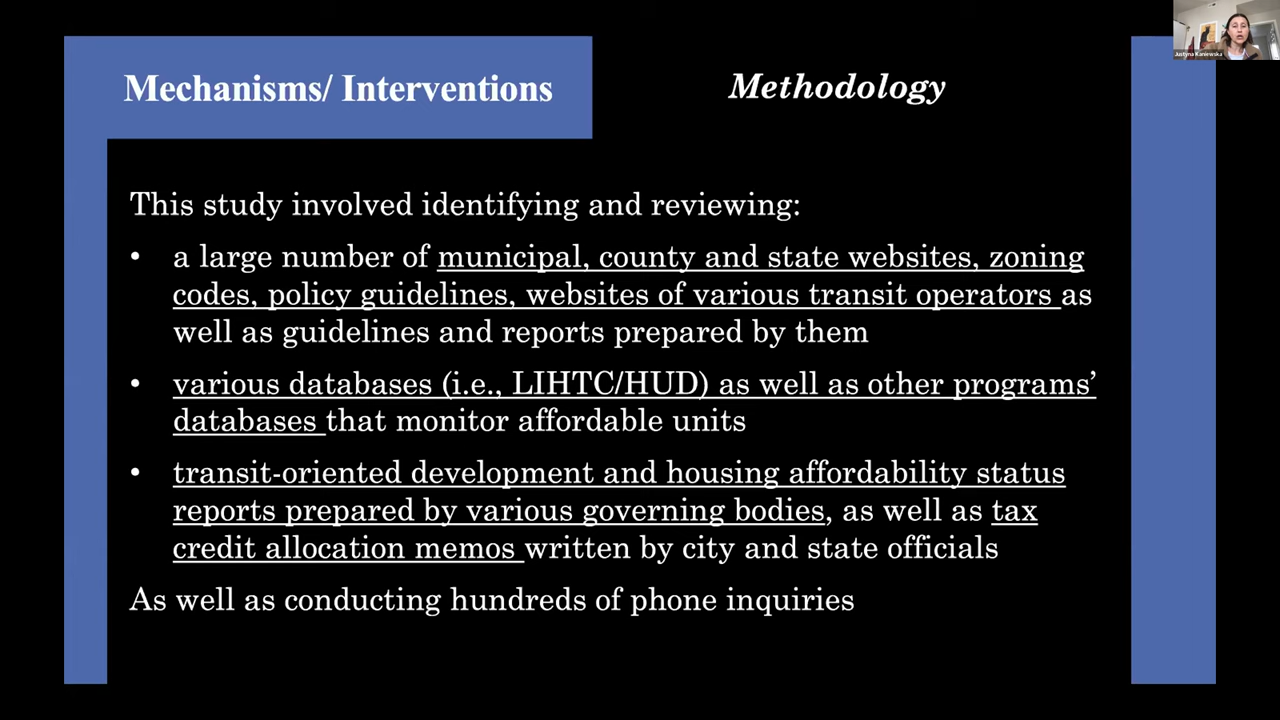 Mechanisms/ Interventions
Methodology
Justyna Kaniewska
This study involved identifying and reviewing:
• a large number of municipal, county and state websites, zoning
codes, policy guidelines, websites of various transit operators as
well as guidelines and reports prepared by them
• various databases (i.e., LIHTC/HUD) as well as other programs’
databases that monitor affordable units
• transit-oriented development and housing affordability status
reports prepared by various governing bodies, as well as tax
credit allocation memos written by city and state officials
As well as conducting hundreds of phone inquiries